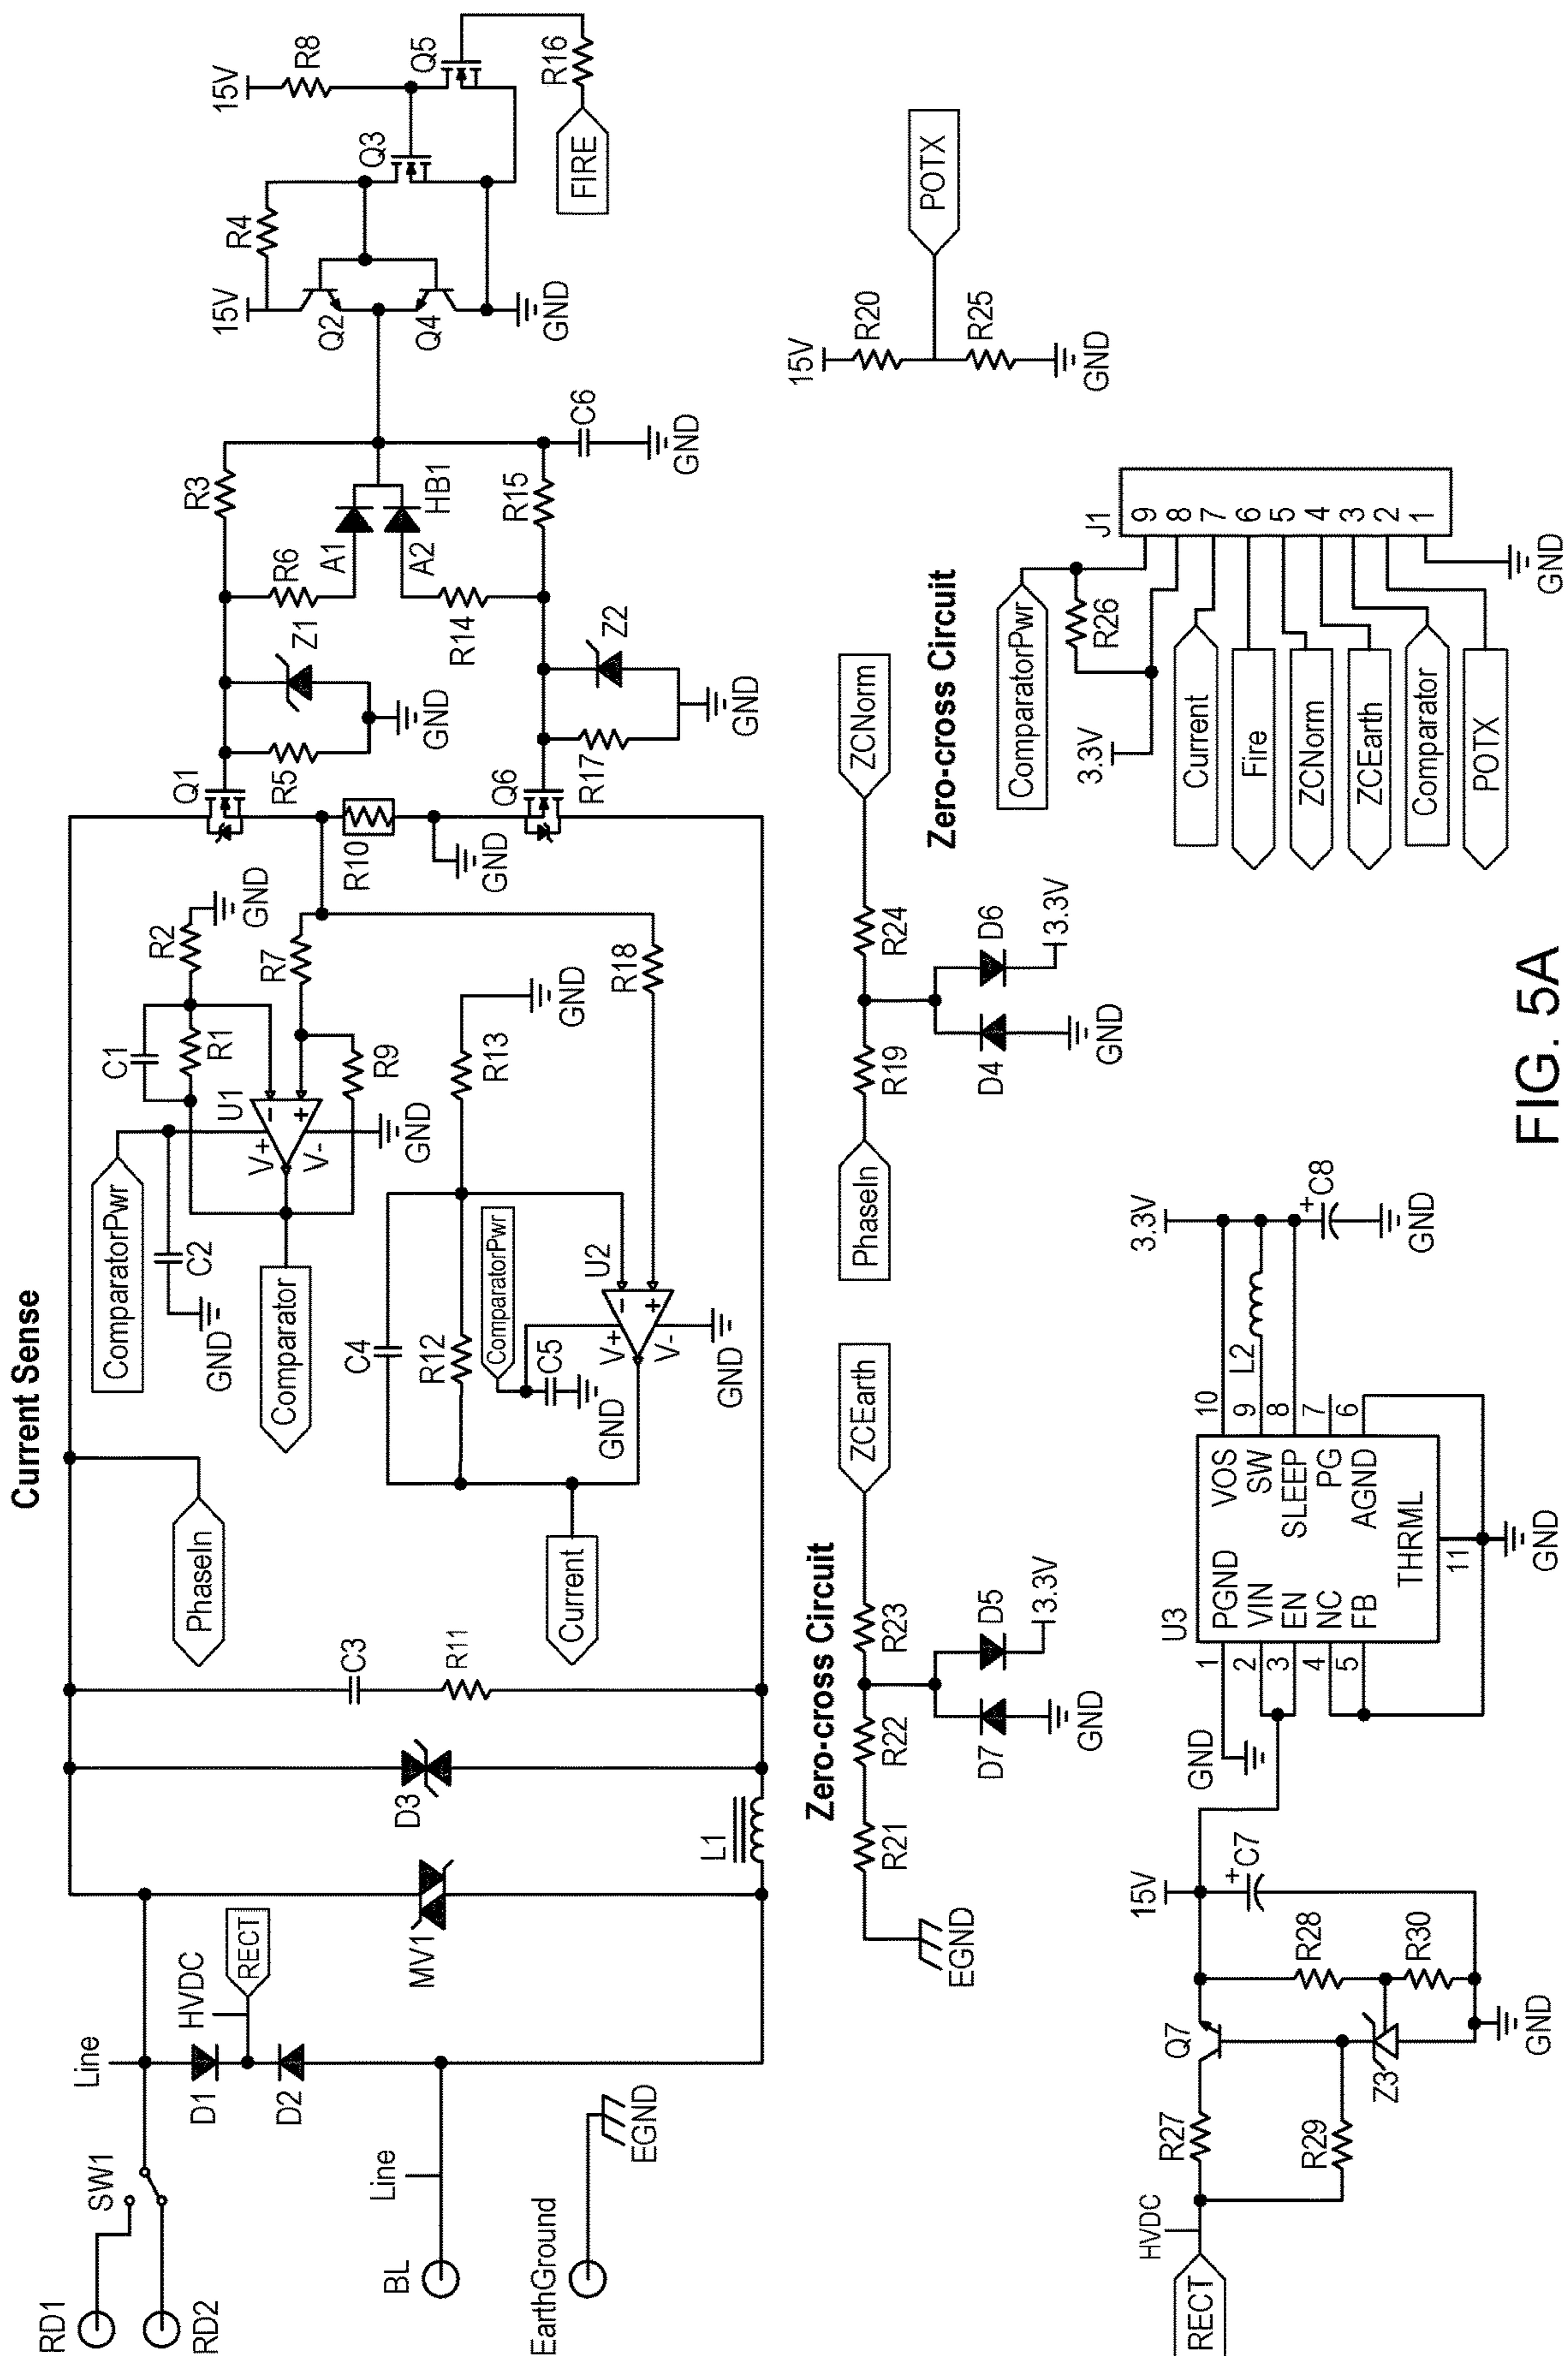 Current Sense
RD1
RD2
SW1
Line
D1
D2
HVDC
RECT
BL
Line
EarthGround
EGND
MV1
L1
D3
C3
R11
PhaseIn
ComparatorPwr
C2
GND
Comparator
V+
V-
U1
C1
R1
R2
GND
R7
R9
GND
C4
R12
R13
GND
ComparatorPwr
C5
GND
V+
V-
U2
GND
R18
Current
R10
GND
Q1
R5
Z1
GND
R6
R3
A1
A2
HB1
R14
R15
Q6
R17
Z2
GND
C6
GND
15V
R4
Q2
Q4
GND
Q3
15V
R8
Q5
R16
FIRE
Zero-cross Circuit
EGND
R21
R22
R23
D7
D5
GND
3.3V
ZCEarth
PhaseIn
R19
R24
D4
D6
GND
3.3V
ZCNorm
Zero-cross Circuit
15V
R20
R25
GND
POTX
HVDC
RECT
R27
R29
Q7
Z3
R28
R30
GND
15V
C7
+
GND
U3
1
2
3
4
5
PGND
VIN
EN
NC
FB
VOS
SW
SLEEP
PG
AGND
THRML
10
9
8
7
6
11
GND
L2
3.3V
C8
+
GND
ComparatorPwr
R26
3.3V
Current
Fire
ZCNorm
ZCEarth
Comparator
POTX
J1
9
8
7
6
5
4
3
2
1
GND
FIG. 5A